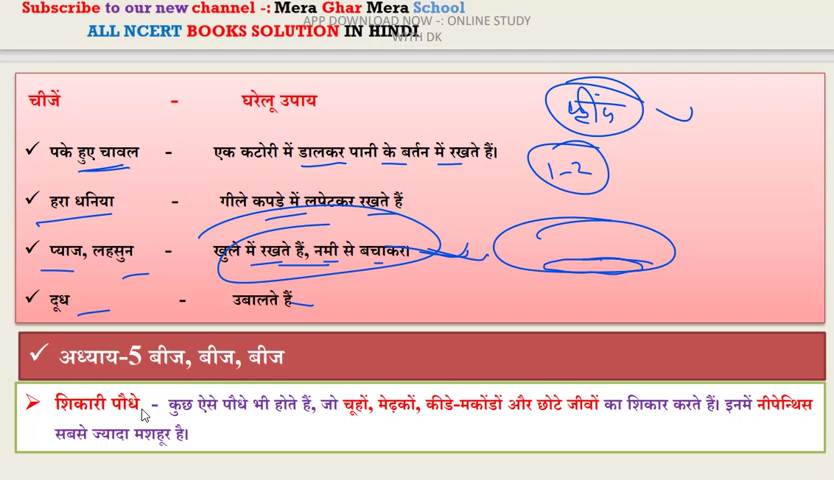 Subscribe to our new channel -: Mera Ghar Mera School
APP DOWNLOAD NOW -: ONLINE STUDY
ALL NCERT BOOKS SOLUTION IN HINDI
WITH DK
चीजें - घरेलू उपाय
✓ पके हुए चावल - एक कटोरी में डालकर पानी के बर्तन में रखते हैं।
✓ हरा धनिया - गीले कपडे में लपेटकर रखते हैं
✓ प्याज, लहसुन - खुले में रखते हैं, नमी से बचाकर।
✓ दूध - उबालते हैं
1-2
✓ अध्याय-5 बीज, बीज, बीज
➢ शिकारी पौधे - कुछ ऐसे पौधे भी होते हैं, जो चूहों, मेढ़कों, कीडे-मकोंडों और छोटे जीवों का शिकार करते हैं। इनमें नीपेन्थिस
सबसे ज्यादा मशहूर है।